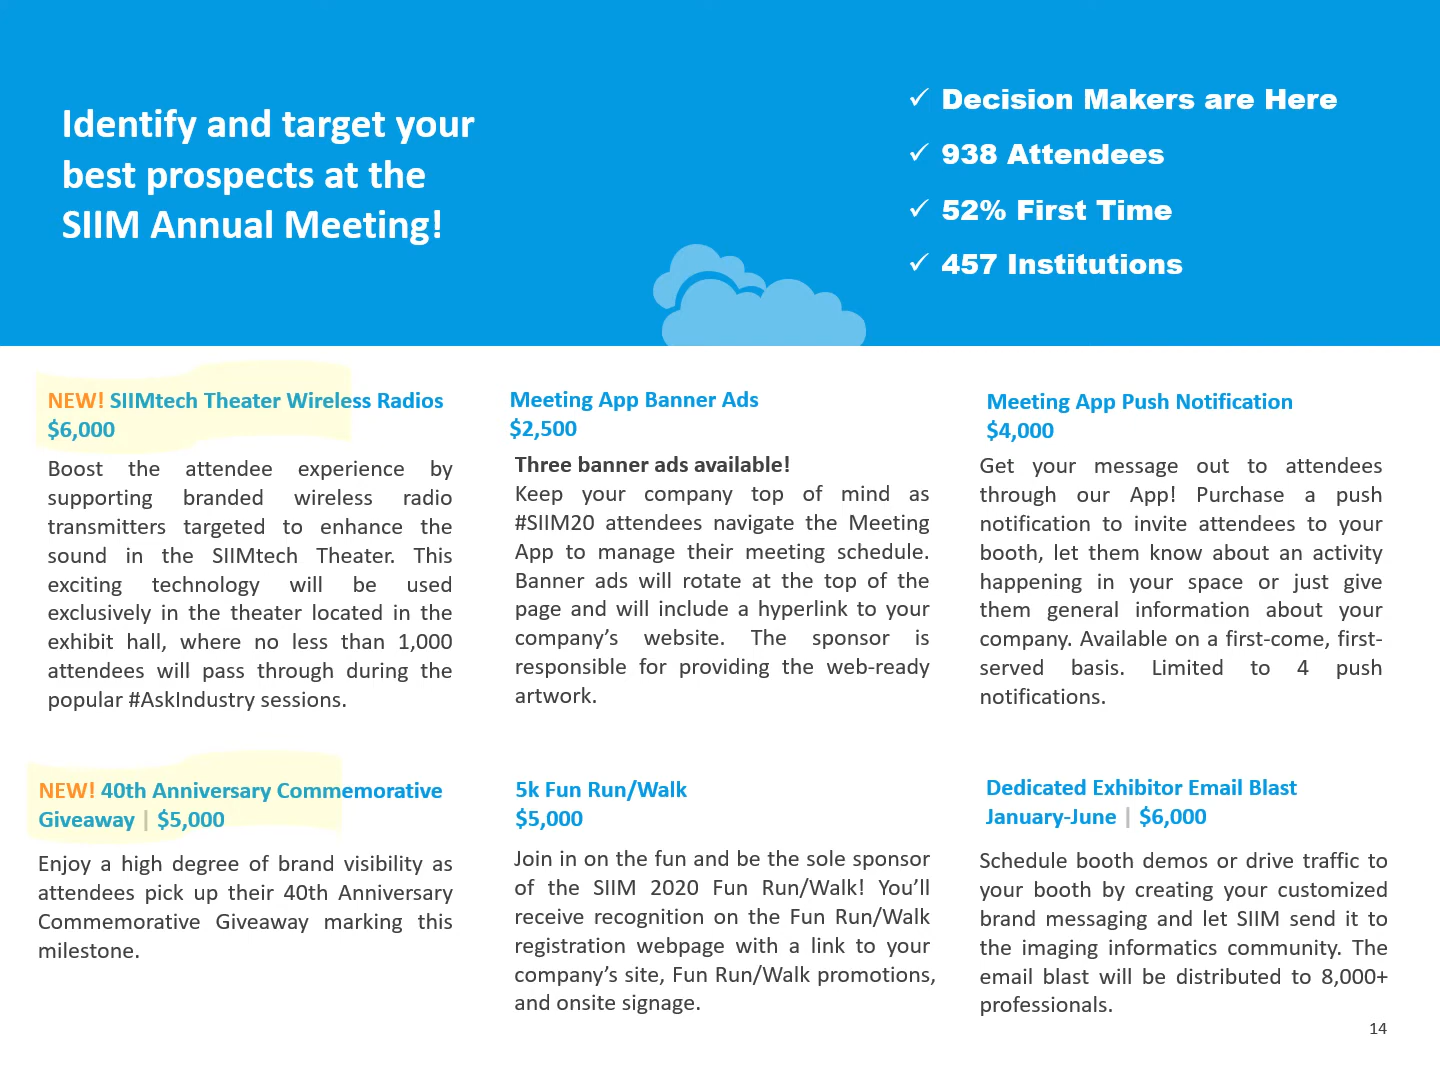 Identify and target your
best prospects at the
SIIM Annual Meeting!
✓ Decision Makers are Here
✓ 938 Attendees
✓ 52% First Time
✓ 457 Institutions
NEW! SIIMtech Theater Wireless Radios
$6,000
Boost the attendee experience by
supporting branded wireless radio
transmitters targeted to enhance the
sound in the SIIMtech Theater. This
exciting technology will be used
exclusively in the theater located in the
exhibit hall, where no less than 1,000
attendees will pass through during the
popular #AskIndustry sessions.
Meeting App Banner Ads
$2,500
Three banner ads available!
Keep your company top of mind as
#SIIM20 attendees navigate the Meeting
App to manage their meeting schedule.
Banner ads will rotate at the top of the
page and will include a hyperlink to your
company’s website. The sponsor is
responsible for providing the web-ready
artwork.
Meeting App Push Notification
$4,000
Get your message out to attendees
through our App! Purchase a push
notification to invite attendees to your
booth, let them know about an activity
happening in your space or just give
them general information about your
company. Available on a first-come, first-
served basis. Limited to 4 push
notifications.
NEW! 40th Anniversary Commemorative
Giveaway | $5,000
Enjoy a high degree of brand visibility as
attendees pick up their 40th Anniversary
Commemorative Giveaway marking this
milestone.
5k Fun Run/Walk
$5,000
Join in on the fun and be the sole sponsor
of the SIIM 2020 Fun Run/Walk! You’ll
receive recognition on the Fun Run/Walk
registration webpage with a link to your
company’s site, Fun Run/Walk promotions,
and onsite signage.
Dedicated Exhibitor Email Blast
January-June | $6,000
Schedule booth demos or drive traffic to
your booth by creating your customized
brand messaging and let SIIM send it to
the imaging informatics community. The
email blast will be distributed to 8,000+
professionals.
14